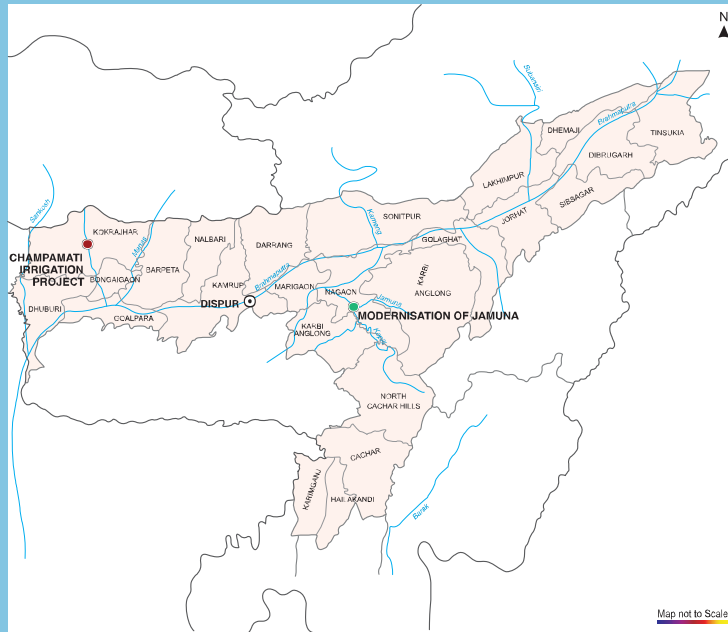 N
Subansiri
Brahmaputra
TINSUKIA
DHEMAJI
DIBRUGARH
LAKHIMPUR
SIBSAGAR
JORHAT
Sankosh
Kameng
SONITPUR
KOKRAJHAR
NALBARI
DARRANG
GOLAGHAT
Manas
CHAMPAMATI
IRRIGATION
PROJECT
BONGAIGAON
BARPETA
KAMRUP
Brahmaputra
MARIGAON
NAGAON
KARBI
ANGLONG
DHUBURI
GOALPARA
DISPUR
Jamuna
MODERNISATION OF JAMUNA
KARBI
ANGLONG
NORTH
CACHAR HILLS
CACHAR
KARIMGANJ
HAILAKANDI
Barak
Map not to Scale